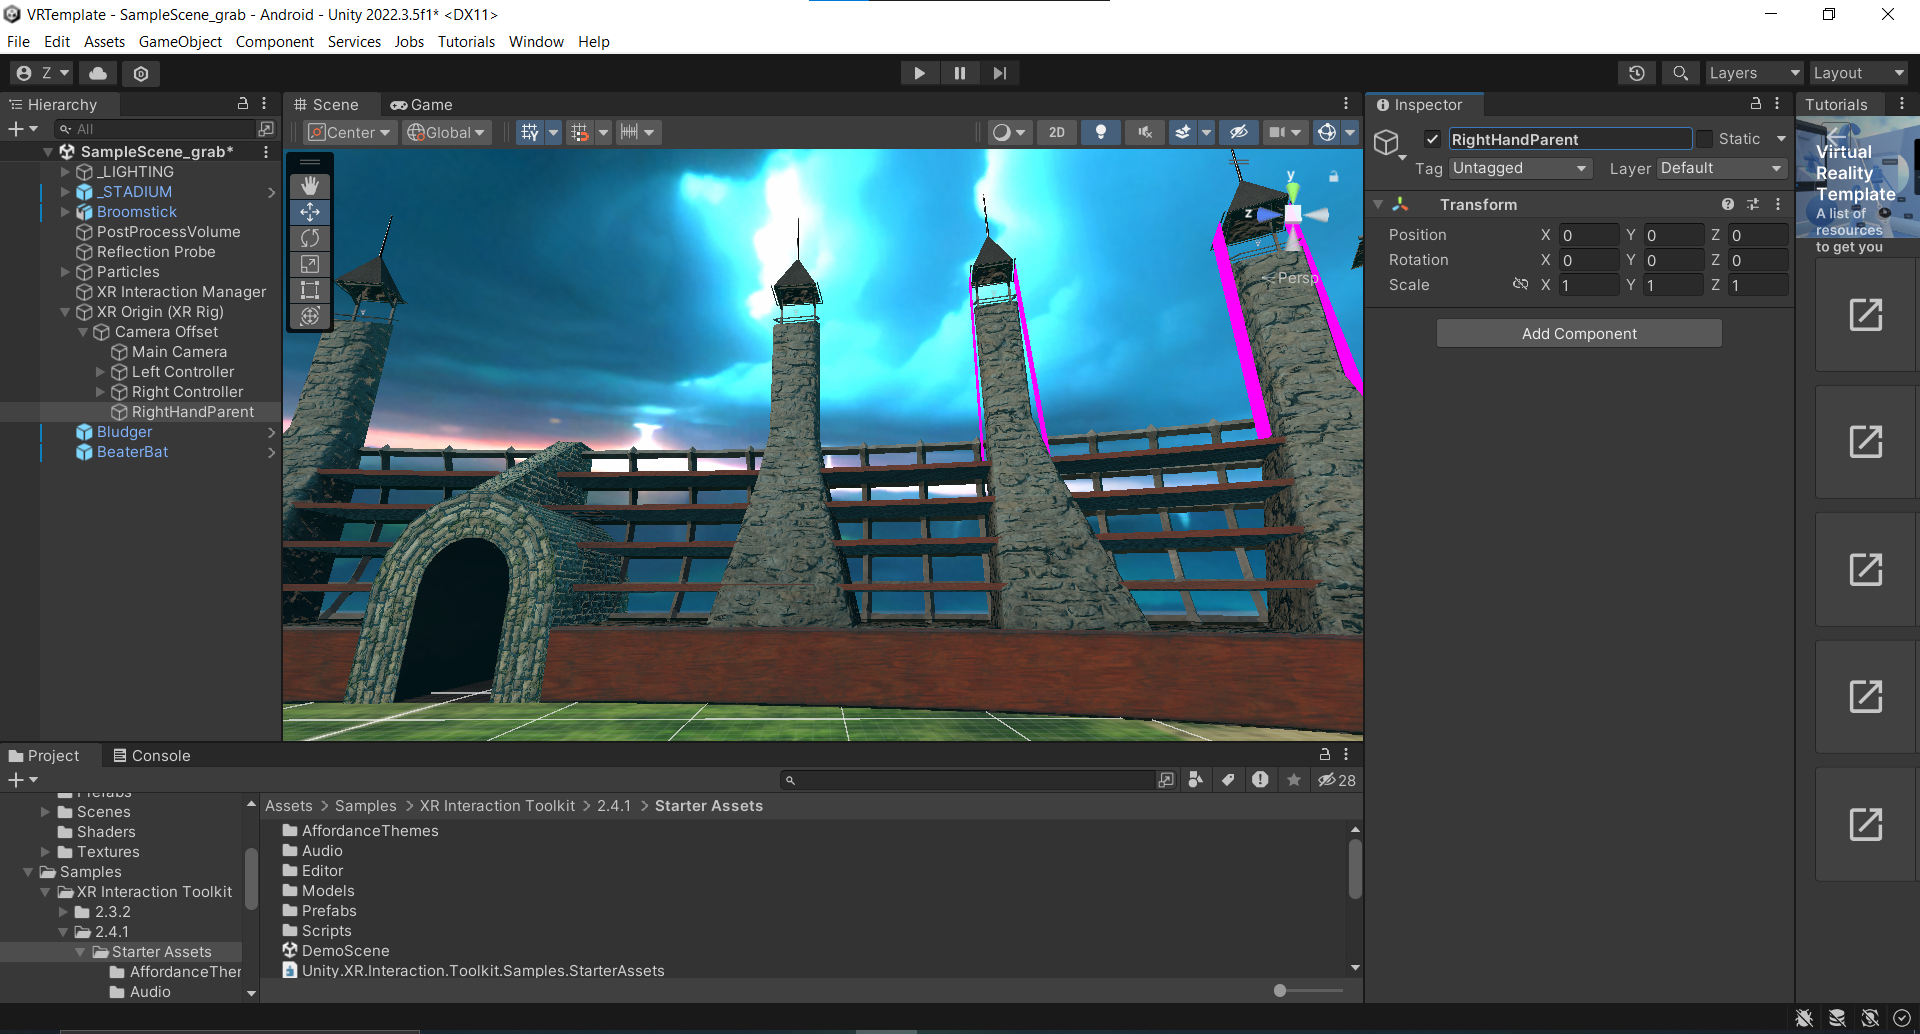 VRTemplate - SampleScene_grab - Android - Unity 2022.3.5f1* <DX11>
File Edit Assets GameObject Component Services Jobs Tutorials Window Help
Z
Layers
Layout
Hierarchy
All
SampleScene_grab*
_LIGHTING
_STADIUM
Broomstick
PostProcessVolume
Reflection Probe
Particles
XR Interaction Manager
XR Origin (XR Rig)
Camera Offset
Main Camera
Left Controller
Right Controller
RightHandParent
Bludger
BeaterBat
Scene
Game
Center
Global
2D
y
z
Persp
Inspector
RightHandParent
Static
Tag Untagged Layer Default
Transform
Position X 0 Y 0 Z 0
Rotation X 0 Y 0 Z 0
Scale X 1 Y 1 Z 1
Add Component
Tutorials
Virtual
Reality
Template
A list of
resources
to get you
Project
Console
28
Prefabs
Scenes
Shaders
Textures
Samples
XR Interaction Toolkit
2.3.2
2.4.1
Starter Assets
AffordanceTher
Audio
Assets > Samples > XR Interaction Toolkit > 2.4.1 > Starter Assets
AffordanceThemes
Audio
Editor
Models
Prefabs
Scripts
DemoScene
Unity.XR.Interaction.Toolkit.Samples.StarterAssets